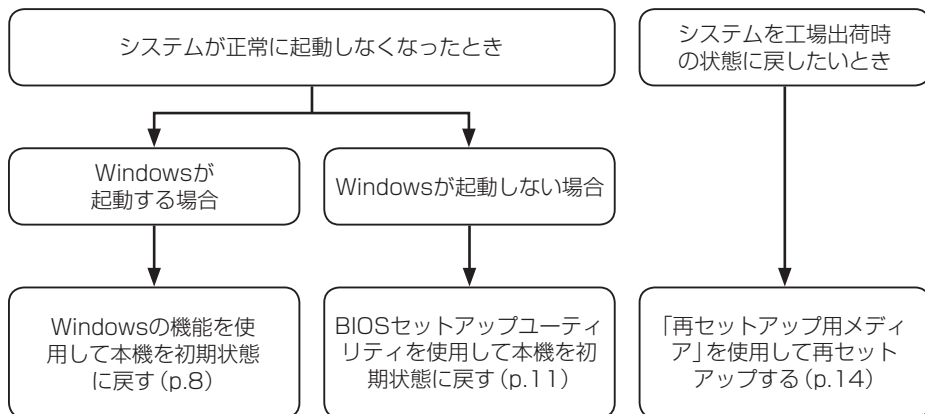 システムが正常に起動しなくなったとき
システムを工場出荷時
の状態に戻したいとき
Windowsが
起動する場合
Windowsが起動しない場合
Windowsの機能を使
用して本機を初期状態
に戻す(p.8)
BIOSセットアップユーティ
リティを使用して本機を初
期状態に戻す(p.11)
「再セットアップ用メディ
ア」を使用して再セット
アップする(p.14)